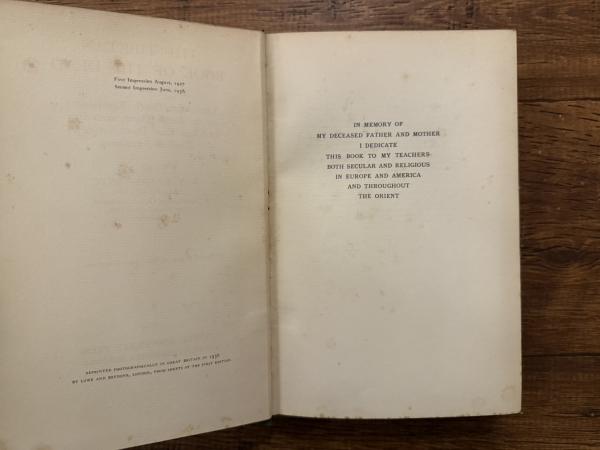 First Impression August, 1927
Second Impression June, 1936
REPRINTED PHOTOGRAPHICALLY IN GREAT BRITAIN IN 1936
BY LOWE AND BRYDONE, LONDON, FROM SHEETS OF THE FIRST EDITION
IN MEMORY OF
MY DECEASED FATHER AND MOTHER
I DEDICATE
THIS BOOK TO MY TEACHERS
BOTH SECULAR AND RELIGIOUS
IN EUROPE AND AMERICA
AND THROUGHOUT
THE ORIENT